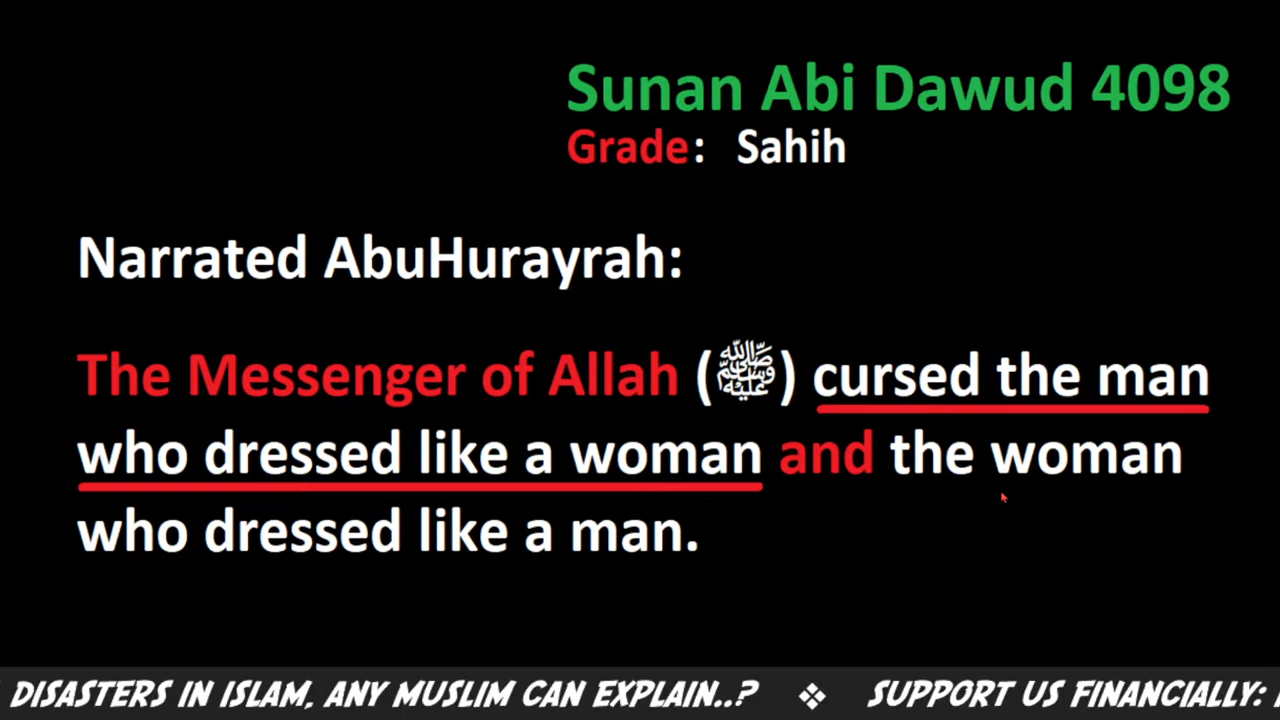 Sunan Abi Dawud 4098
Grade: Sahih
Narrated AbuHurayrah:
The Messenger of Allah (ﷺ) cursed the man
who dressed like a woman and the woman
who dressed like a man.
DISASTERS IN ISLAM, ANY MUSLIM CAN EXPLAIN..? ❖ SUPPORT US FINANCIALLY: